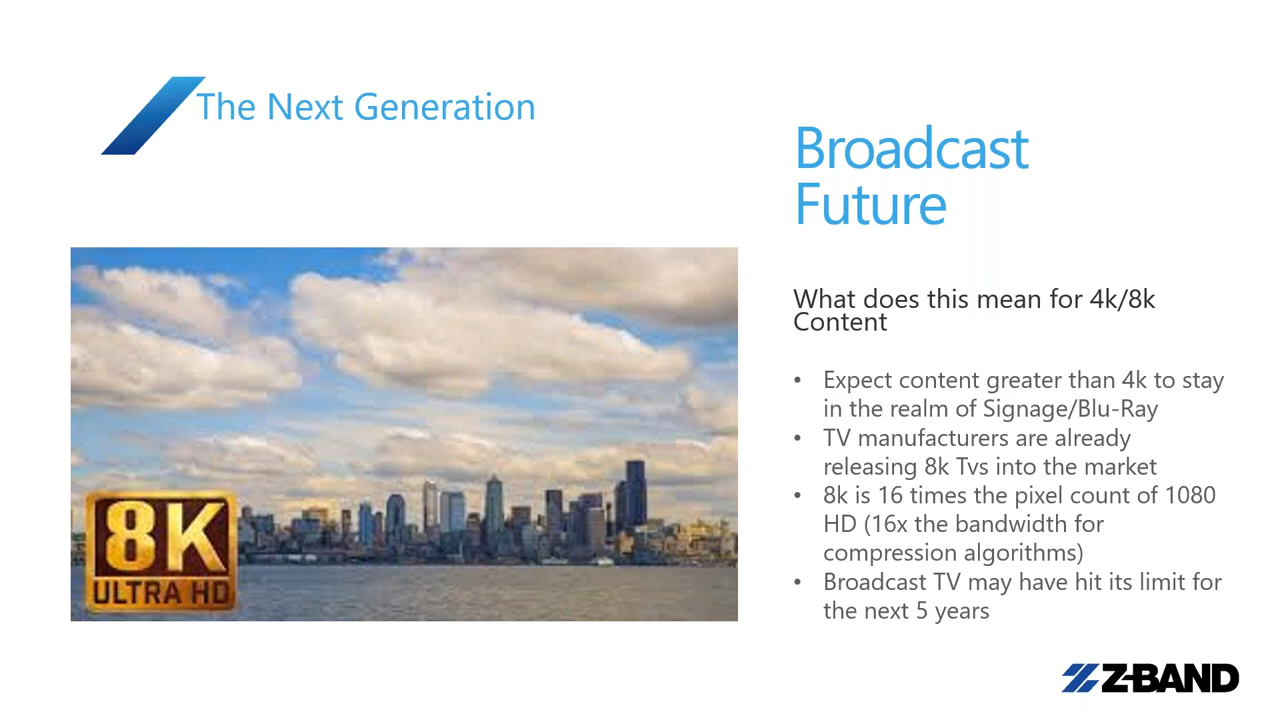 The Next Generation
Broadcast
Future
What does this mean for 4k/8k
Content
• Expect content greater than 4k to stay
in the realm of Signage/Blu-Ray
• TV manufacturers are already
releasing 8k Tvs into the market
• 8k is 16 times the pixel count of 1080
HD (16x the bandwidth for
compression algorithms)
• Broadcast TV may have hit its limit for
the next 5 years
8K
ULTRA HD
Z-BAND